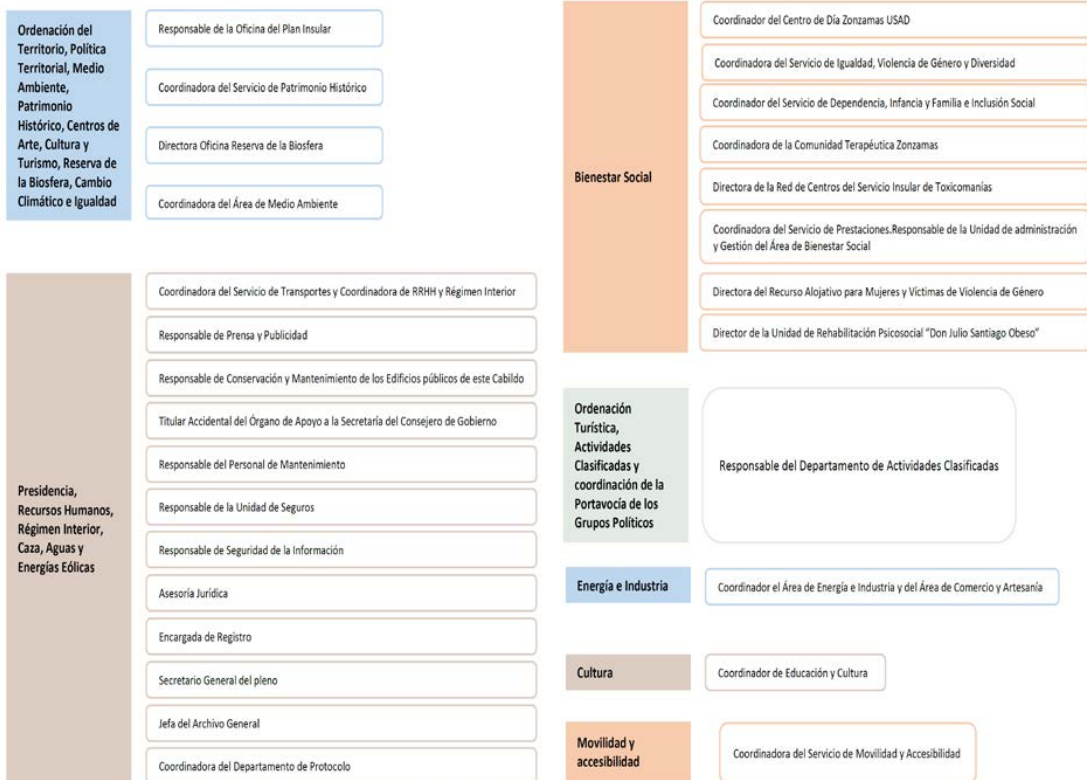 Ordenación del
Territorio, Política
Territorial, Medio
Ambiente,
Patrimonio
Histórico, Centros de
Arte, Cultura y
Turismo, Reserva de
la Biosfera, Cambio
Climático e Igualdad
Responsable de la Oficina del Plan Insular
Coordinadora del Servicio de Patrimonio Histórico
Directora Oficina Reserva de la Biosfera
Coordinadora del Área de Medio Ambiente
Presidencia,
Recursos Humanos,
Régimen Interior,
Caza, Aguas y
Energías Eólicas
Coordinadora del Servicio de Transportes y Coordinadora de RRHH y Régimen Interior
Responsable de Prensa y Publicidad
Responsable de Conservación y Mantenimiento de los Edificios públicos de este Cabildo
Titular Accidental del Órgano de Apoyo a la Secretaría del Consejero de Gobierno
Responsable del Personal de Mantenimiento
Responsable de la Unidad de Seguros
Responsable de Seguridad de la Información
Asesoría Jurídica
Encargada de Registro
Secretario General del pleno
Jefa del Archivo General
Coordinadora del Departamento de Protocolo
Bienestar Social
Coordinador del Centro de Día Zonzamas USAD
Coordinadora del Servicio de Igualdad, Violencia de Género y Diversidad
Coordinador del Servicio de Dependencia, Infancia y Familia e Inclusión Social
Coordinadora de la Comunidad Terapéutica Zonzamas
Directora de la Red de Centros del Servicio Insular de Toxicomanías
Coordinadora del Servicio de Prestaciones.Responsable de la Unidad de administración
y Gestión del Área de Bienestar Social
Directora del Recurso Alojativo para Mujeres y Víctimas de Violencia de Género
Director de la Unidad de Rehabilitación Psicosocial "Don Julio Santiago Obeso"
Ordenación
Turística,
Actividades
Clasificadas y
coordinación de la
Portavocía de los
Grupos Políticos
Responsable del Departamento de Actividades Clasificadas
Energía e Industria
Coordinador el Área de Energía e Industria y del Área de Comercio y Artesanía
Cultura
Coordinador de Educación y Cultura
Movilidad y
accesibilidad
Coordinadora del Servicio de Movilidad y Accesibilidad